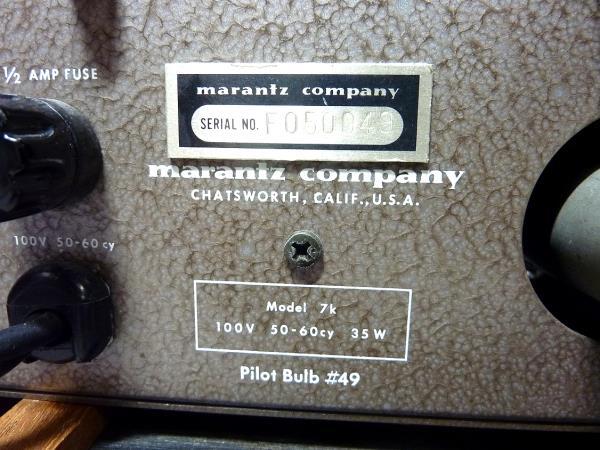 1/2 AMP FUSE
marantz company
SERIAL NO. F050049
marantz company
CHATSWORTH, CALIF., U.S.A.
100V 50-60cy
Model 7k
100V 50-60cy 35W
Pilot Bulb #49